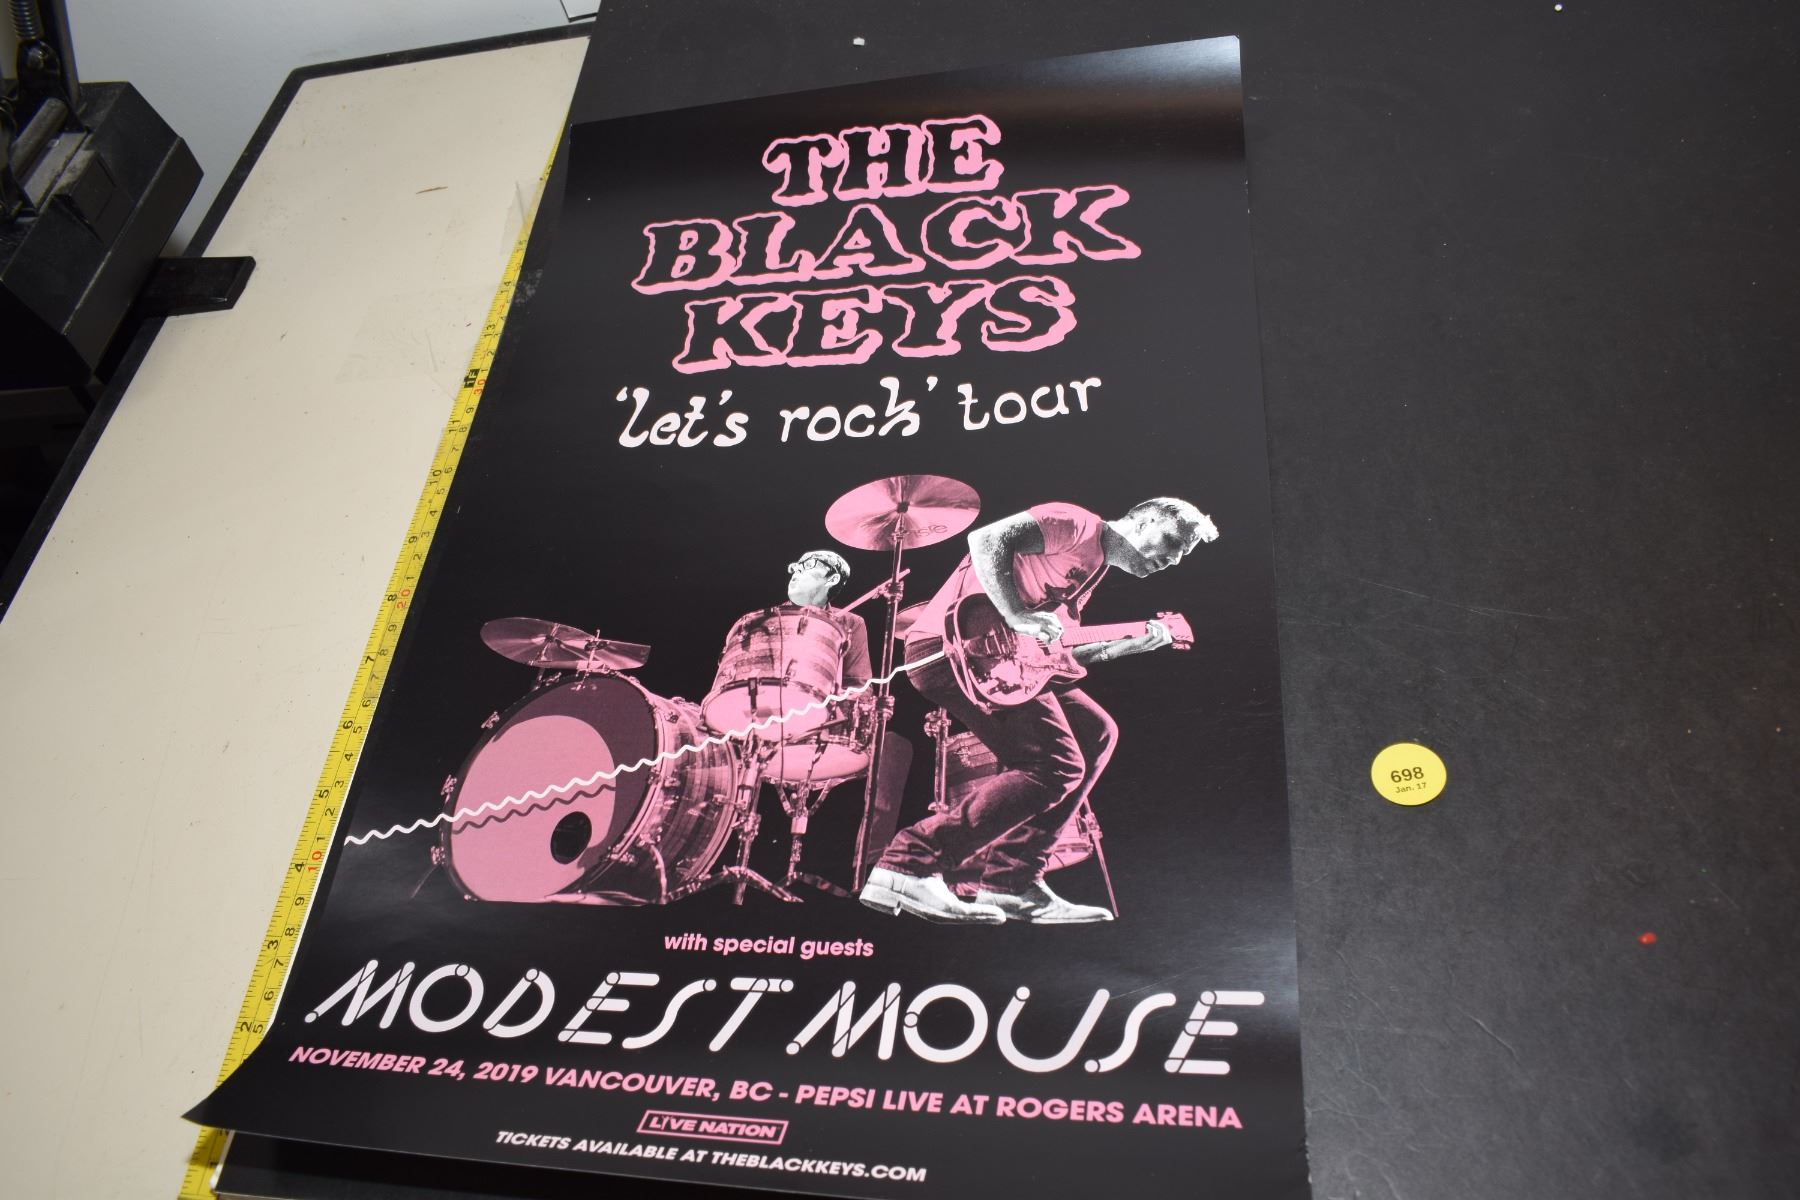 THE
BLACK
KEYS
'let's rock' tour
with special guests
MODEST MOUSE
NOVEMBER 24, 2019 VANCOUVER, BC - PEPSI LIVE AT ROGERS ARENA
LIVE NATION
TICKETS AVAILABLE AT THEBLACKKEYS.COM
698
Jan. 17